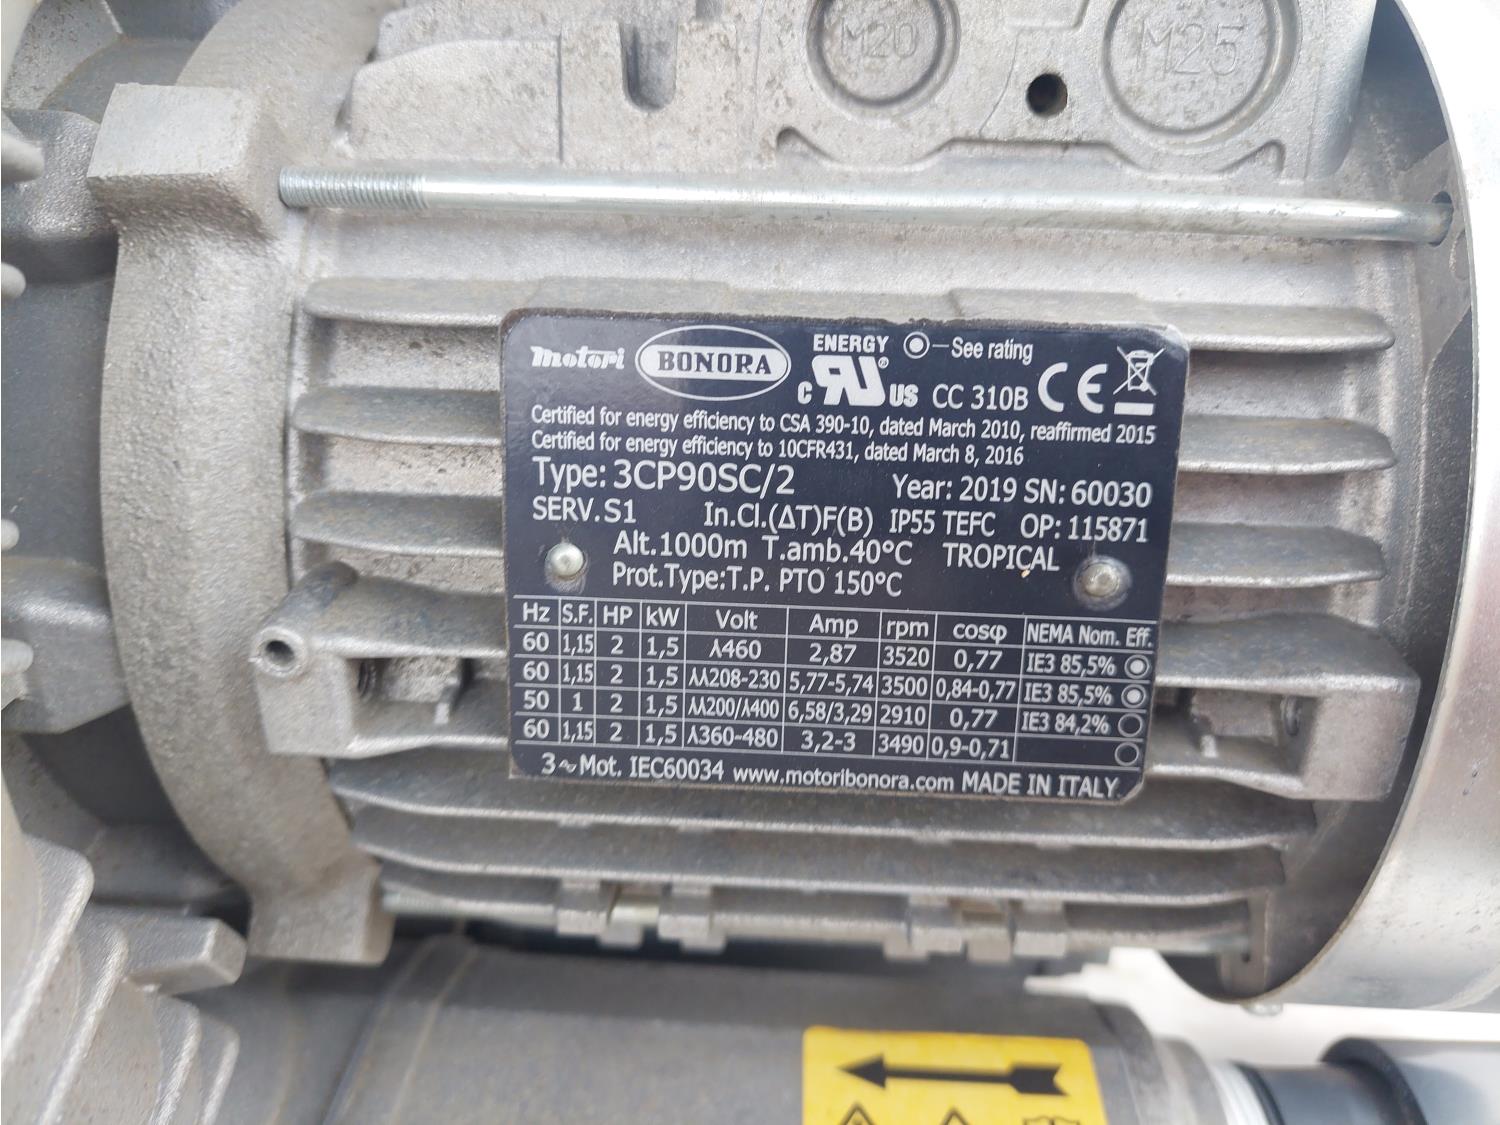 M20 M25
motori BONORA ENERGY See rating
c RU ® US CC 310B CE
Certified for energy efficiency to CSA 390-10, dated March 2010, reaffirmed 2015
Certified for energy efficiency to 10CFR431, dated March 8, 2016
Type: 3CP90SC/2 Year: 2019 SN: 60030
SERV. S1 In.Cl.(ΔT)F(B) IP55 TEFC OP: 115871
Alt.1000m T.amb.40°C TROPICAL
Prot.Type:T.P. PTO 150°C
Hz S.F. HP kW Volt Amp rpm cosφ NEMA Nom. Eff.
60 1,15 2 1,5 ⅄460 2,87 3520 0,77 IE3 85,5%
60 1,15 2 1,5 ⅄⅄208-230 5,77-5,74 3500 0,84-0,77 IE3 85,5%
50 1 2 1,5 ⅄⅄200/⅄400 6,58/3,29 2910 0,77 IE3 84,2%
60 1,15 2 1,5 ⅄360-480 3,2-3 3490 0,9-0,71
3~Mot. IEC60034 www.motoribonora.com MADE IN ITALY